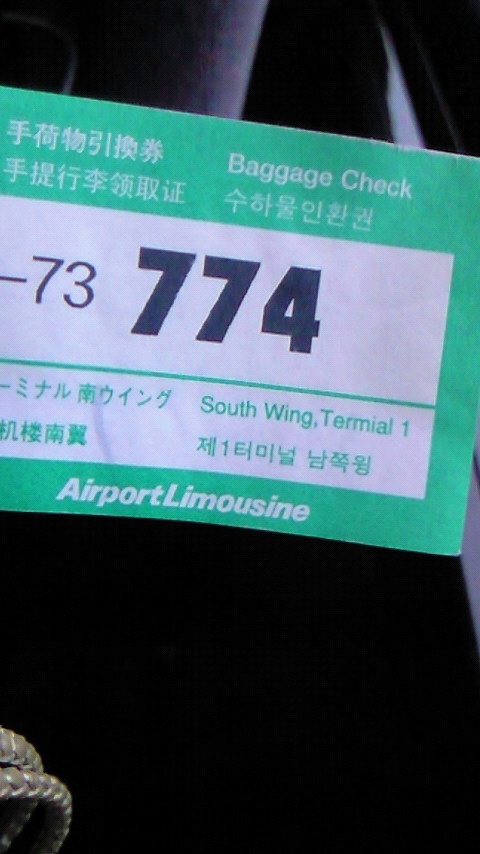 手荷物引換券
手提行李领取证
Baggage Check
수하물인환권
–73 774
ーミナル 南ウイング
机楼南翼
South Wing,Termial 1
제1터미널 남쪽윙
AirportLimousine